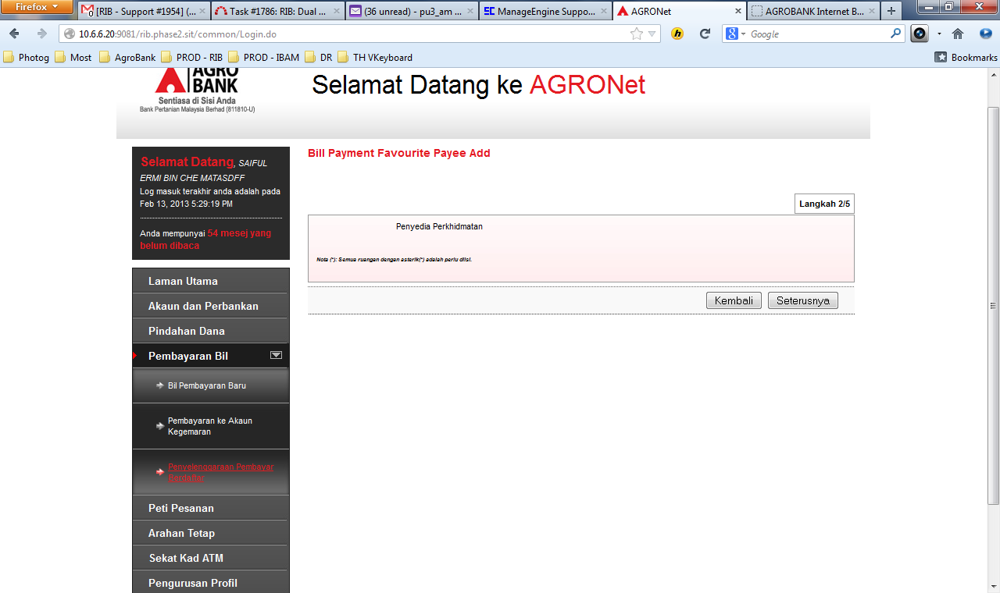 Firefox
[RIB - Support #1954] (...
Task #1786: RIB: Dual ...
(36 unread) - pu3_am ...
ManageEngine Suppo...
AGRONet
AGROBANK Internet B...
10.6.6.20:9081/rib.phase2.sit/common/Login.do
Google
Photog
Most
AgroBank
PROD - RIB
PROD - IBAM
DR
TH VKeyboard
Bookmarks
AGRO
BANK
Sentiasa di Sisi Anda
Bank Pertanian Malaysia Berhad (811810-U)
Selamat Datang ke AGRONet
Selamat Datang, SAIFUL
ERMI BIN CHE MATASDFF
Log masuk terakhir anda adalah pada
Feb 13, 2013 5:29:19 PM
Anda mempunyai 54 mesej yang
belum dibaca
Laman Utama
Akaun dan Perbankan
Pindahan Dana
Pembayaran Bil
Bil Pembayaran Baru
Pembayaran ke Akaun
Kegemaran
Penyelenggaraan Pembayar
Berdaftar
Peti Pesanan
Arahan Tetap
Sekat Kad ATM
Pengurusan Profil
Bill Payment Favourite Payee Add
Langkah 2/5
Penyedia Perkhidmatan
Nota (*): Semua ruangan dengan asterik(*) adalah perlu diisi.
Kembali
Seterusnya